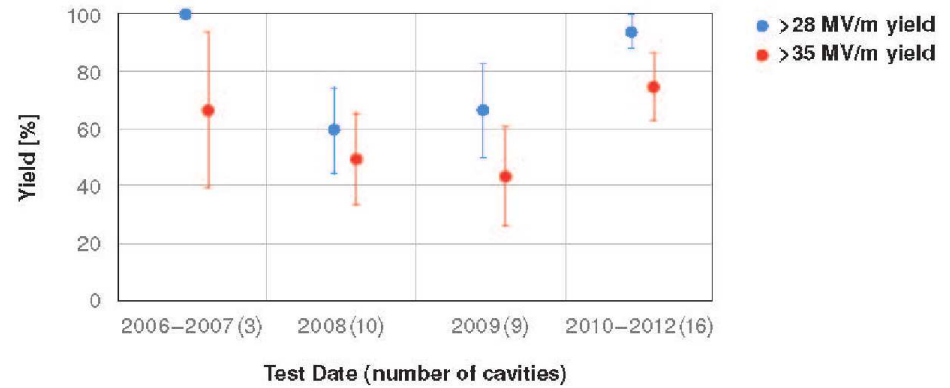 100
80
60
40
20
0
Yield [%]
>28 MV/m yield
>35 MV/m yield
2006–2007(3) 2008(10) 2009(9) 2010–2012(16)
Test Date (number of cavities)